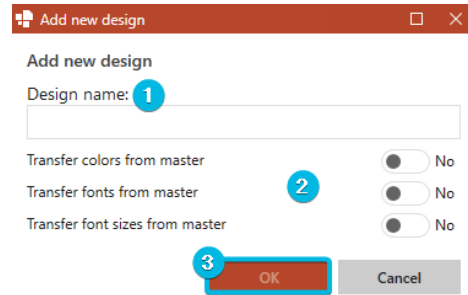 Add new design
Add new design
Design name: 1
Transfer colors from master No
Transfer fonts from master 2 No
Transfer font sizes from master No
3
OK Cancel